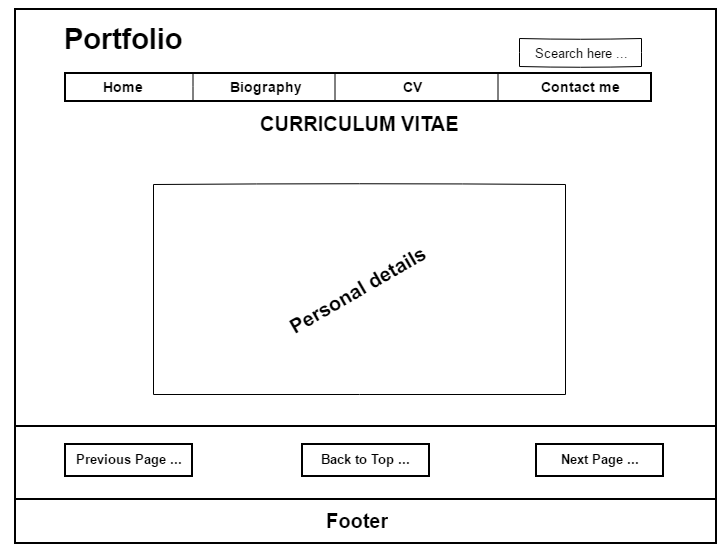 Portfolio
Scearch here ...
Home
Biography
CV
Contact me
CURRICULUM VITAE
Personal details
Previous Page ...
Back to Top ...
Next Page ...
Footer